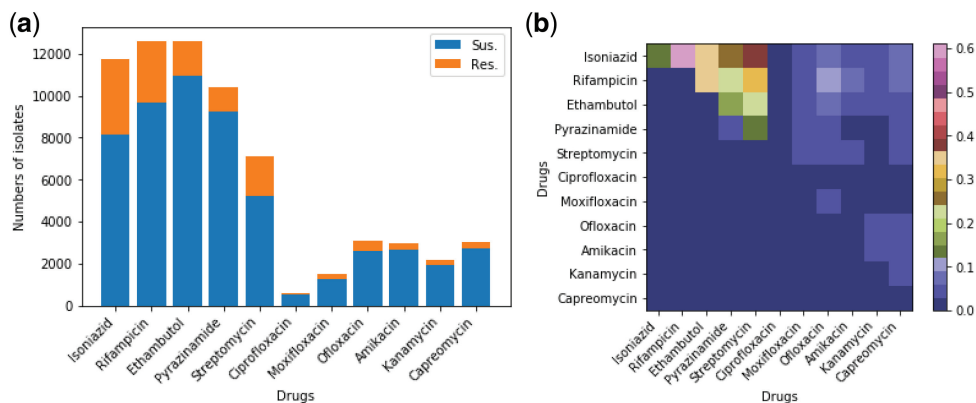 (a)
Sus.
Res.
Numbers of isolates
12000
10000
8000
6000
4000
2000
0
Isoniazid
Rifampicin
Ethambutol
Pyrazinamide
Streptomycin
Ciprofloxacin
Moxifloxacin
Ofloxacin
Amikacin
Kanamycin
Capreomycin
Drugs
(b)
Drugs
Isoniazid
Rifampicin
Ethambutol
Pyrazinamide
Streptomycin
Ciprofloxacin
Moxifloxacin
Ofloxacin
Amikacin
Kanamycin
Capreomycin
Isoniazid
Rifampicin
Ethambutol
Pyrazinamide
Streptomycin
Ciprofloxacin
Moxifloxacin
Ofloxacin
Amikacin
Kanamycin
Capreomycin
Drugs
0.6
0.5
0.4
0.3
0.2
0.1
0.0